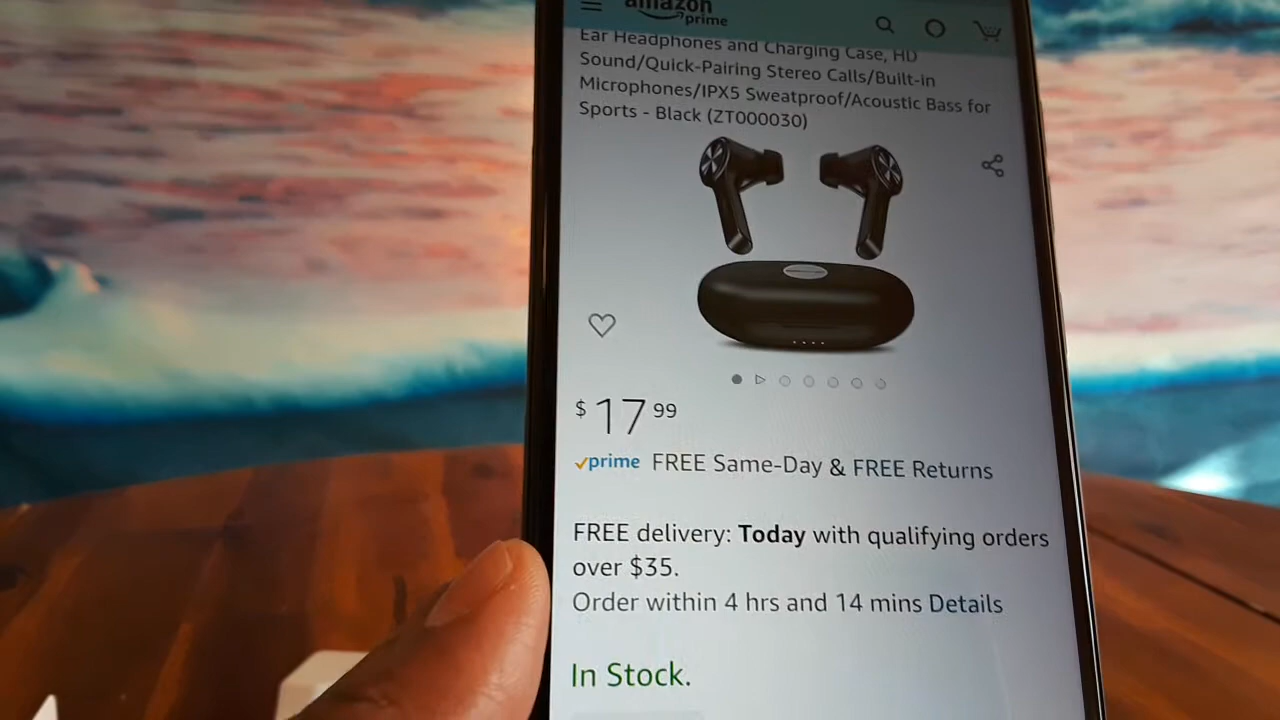 amazon
prime
Ear Headphones and Charging Case, HD
Sound/Quick-Pairing Stereo Calls/Built-in
Microphones/IPX5 Sweatproof/Acoustic Bass for
Sports - Black (ZT000030)
$17 99
prime FREE Same-Day & FREE Returns
FREE delivery: Today with qualifying orders
over $35.
Order within 4 hrs and 14 mins Details
In Stock.